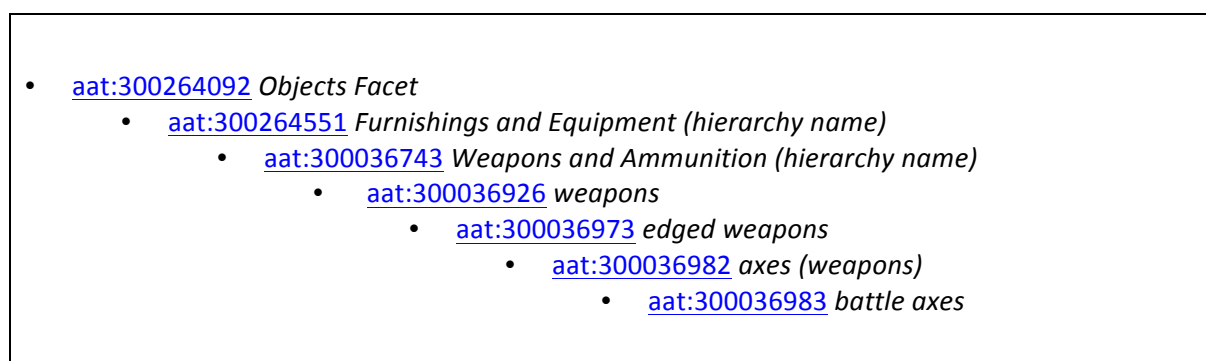 • aat:300264092 Objects Facet
• aat:300264551 Furnishings and Equipment (hierarchy name)
• aat:300036743 Weapons and Ammunition (hierarchy name)
• aat:300036926 weapons
• aat:300036973 edged weapons
• aat:300036982 axes (weapons)
• aat:300036983 battle axes